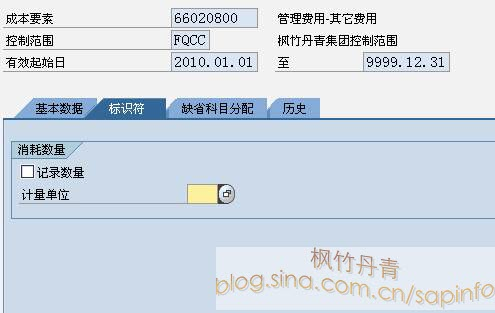 成本要素 66020800 管理费用-其它费用
控制范围 FQCC 枫竹丹青集团控制范围
有效起始日 2010.01.01 至 9999.12.31
基本数据 标识符 缺省科目分配 历史
消耗数量
记录数量
计量单位
枫竹丹青
blog.sina.com.cn/sapinfo